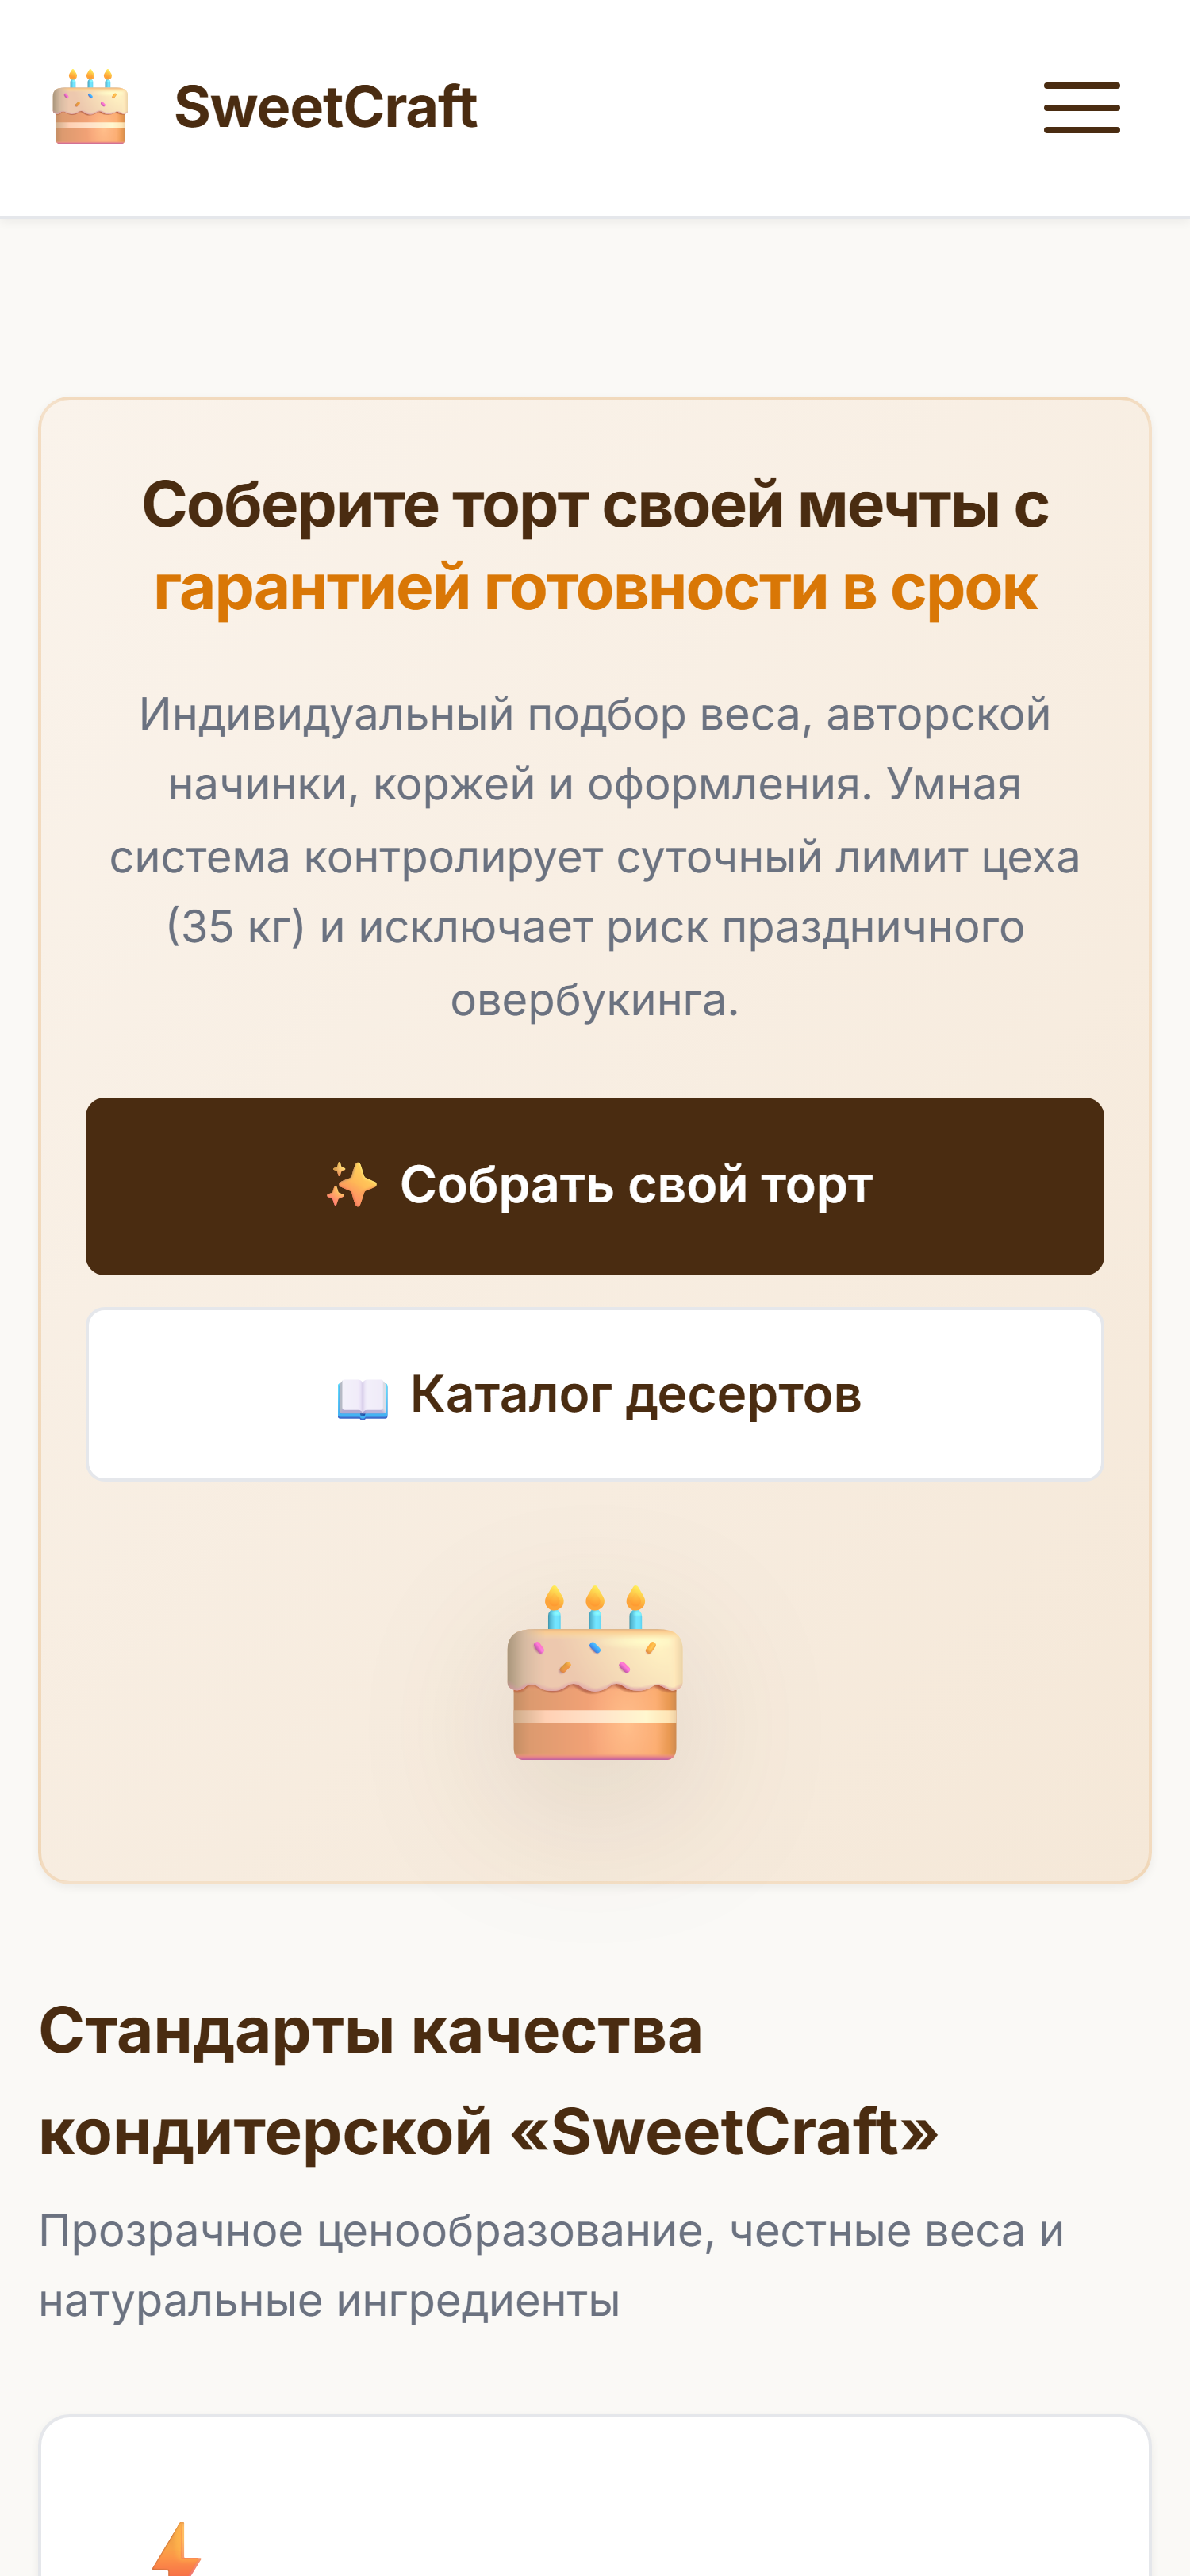 SweetCraft
Соберите торт своей мечты с
гарантией готовности в срок
Индивидуальный подбор веса, авторской
начинки, коржей и оформления. Умная
система контролирует суточный лимит цеха
(35 кг) и исключает риск праздничного
овербукинга.
✨ Собрать свой торт
📖 Каталог десертов
Стандарты качества
кондитерской «SweetCraft»
Прозрачное ценообразование, честные веса и
натуральные ингредиенты